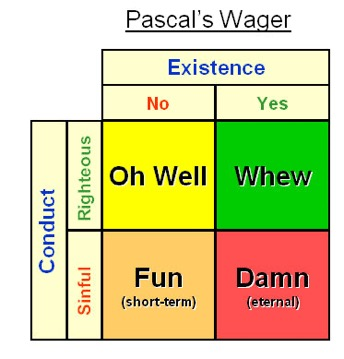 Pascal's Wager
Existence
No Yes
Conduct
Righteous
Oh Well Whew
Sinful
Fun Damn
(short-term) (eternal)